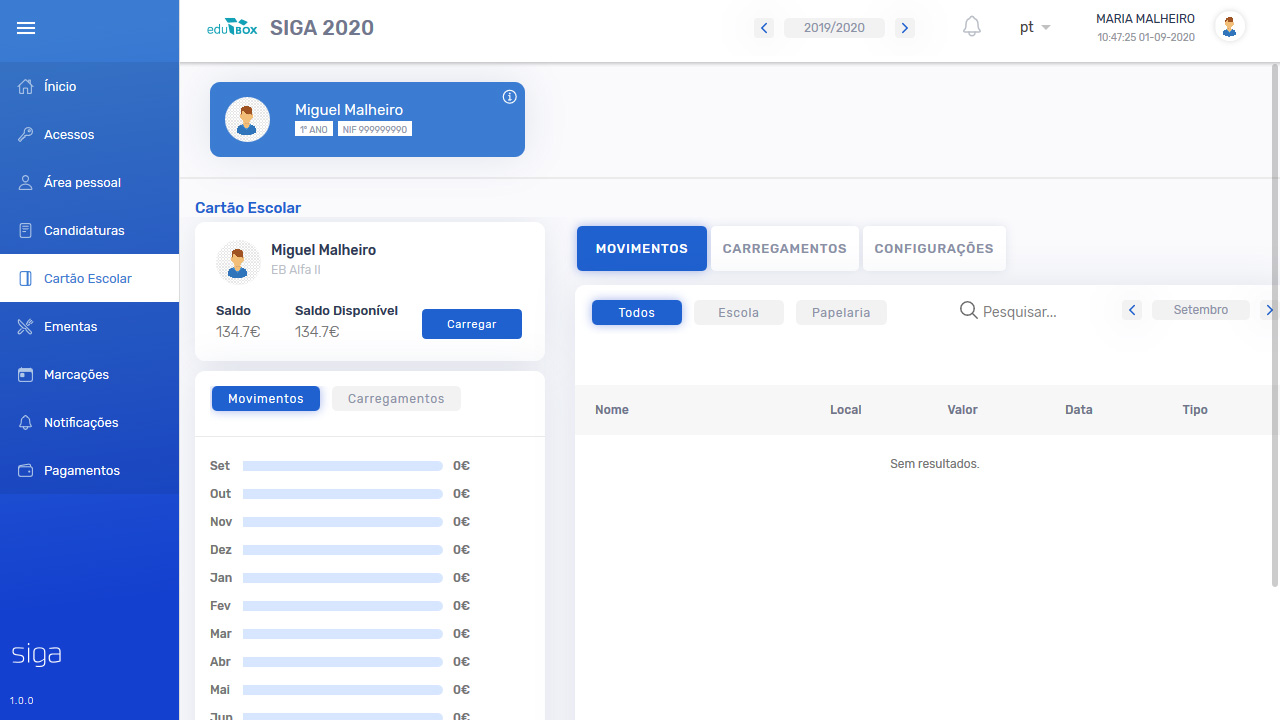 eduBOX SIGA 2020
2019/2020
pt
MARIA MALHEIRO
10:47:25 01-09-2020
Ínicio
Acessos
Área pessoal
Candidaturas
Cartão Escolar
Ementas
Marcações
Notificações
Pagamentos
siga
1.0.0
Miguel Malheiro
1º ANO NIF 999999990
Cartão Escolar
Miguel Malheiro
EB Alfa II
Saldo Saldo Disponível
134.7€ 134.7€ Carregar
Movimentos Carregamentos
Set 0€
Out 0€
Nov 0€
Dez 0€
Jan 0€
Fev 0€
Mar 0€
Abr 0€
Mai 0€
Jun 0€
MOVIMENTOS CARREGAMENTOS CONFIGURAÇÕES
Todos Escola Papelaria Pesquisar... Setembro
Nome Local Valor Data Tipo
Sem resultados.